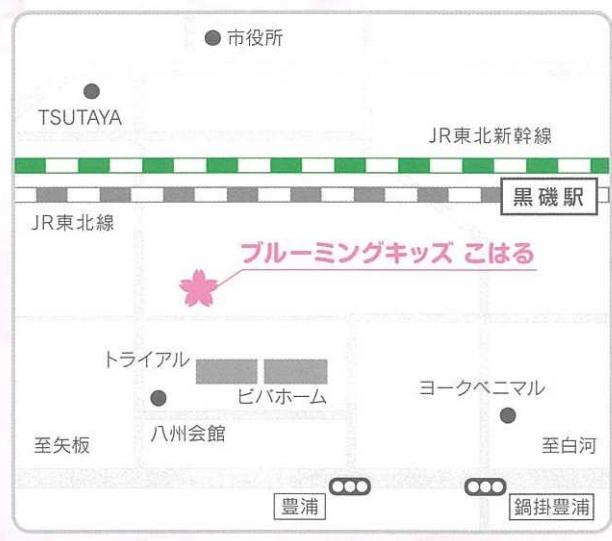 市役所
TSUTAYA
JR東北新幹線
黒磯駅
JR東北線
ブルーミングキッズ こはる
トライアル
ビバホーム
ヨークベニマル
八州会館
至矢板
至白河
豊浦
鍋掛豊浦